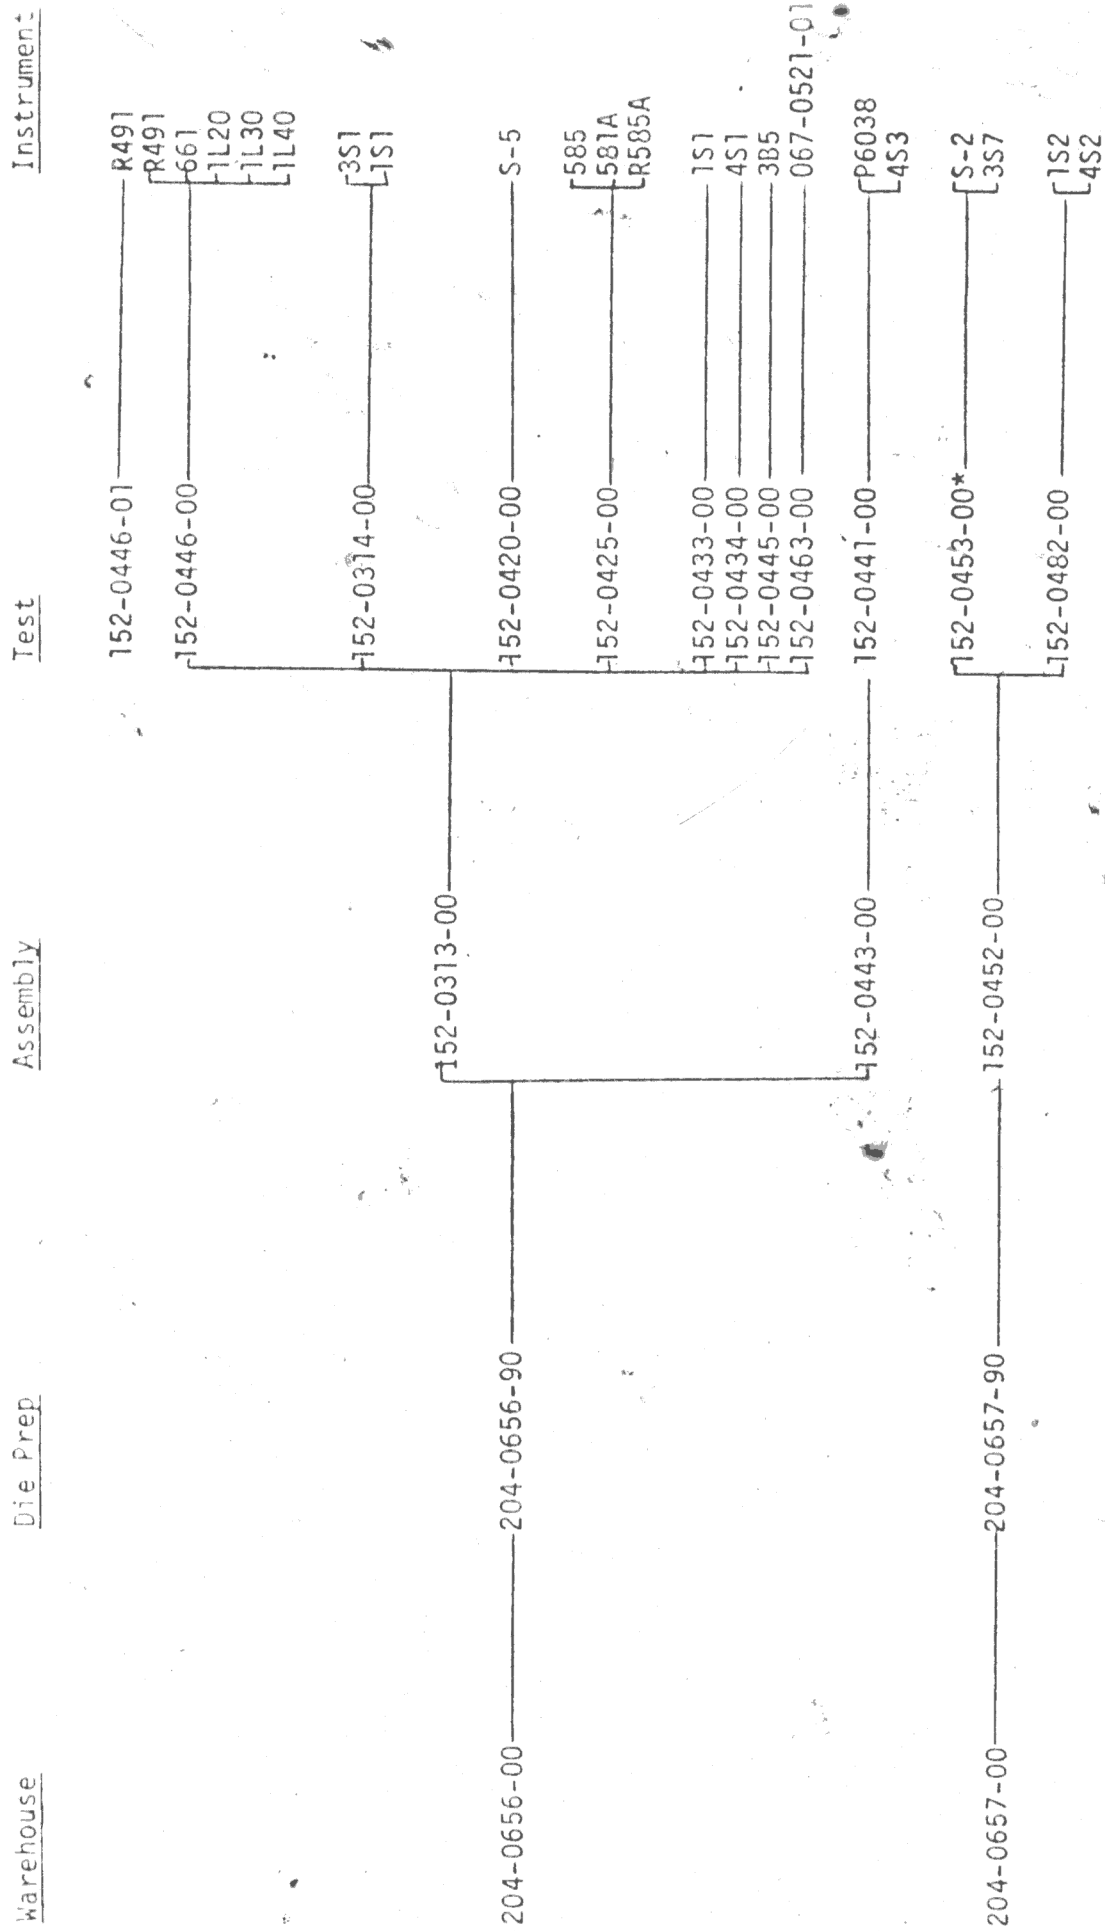 Warehouse Die Prep Assembly Test Instrument
152-0446-01 R491
152-0446-00 R491
661
1L20
1L30
1L40
152-0314-00 3S1
1S1
204-0656-00 204-0656-90 152-0313-00 152-0420-00 S-5
152-0425-00 585
581A
R585A
152-0433-00 1S1
152-0434-00 4S1
152-0445-00 3B5
152-0463-00 067-0521-01
152-0443-00 152-0441-00 P6038
4S3
204-0657-00 204-0657-90 152-0452-00 152-0453-00* S-2
3S7
152-0482-00 1S2
4S2